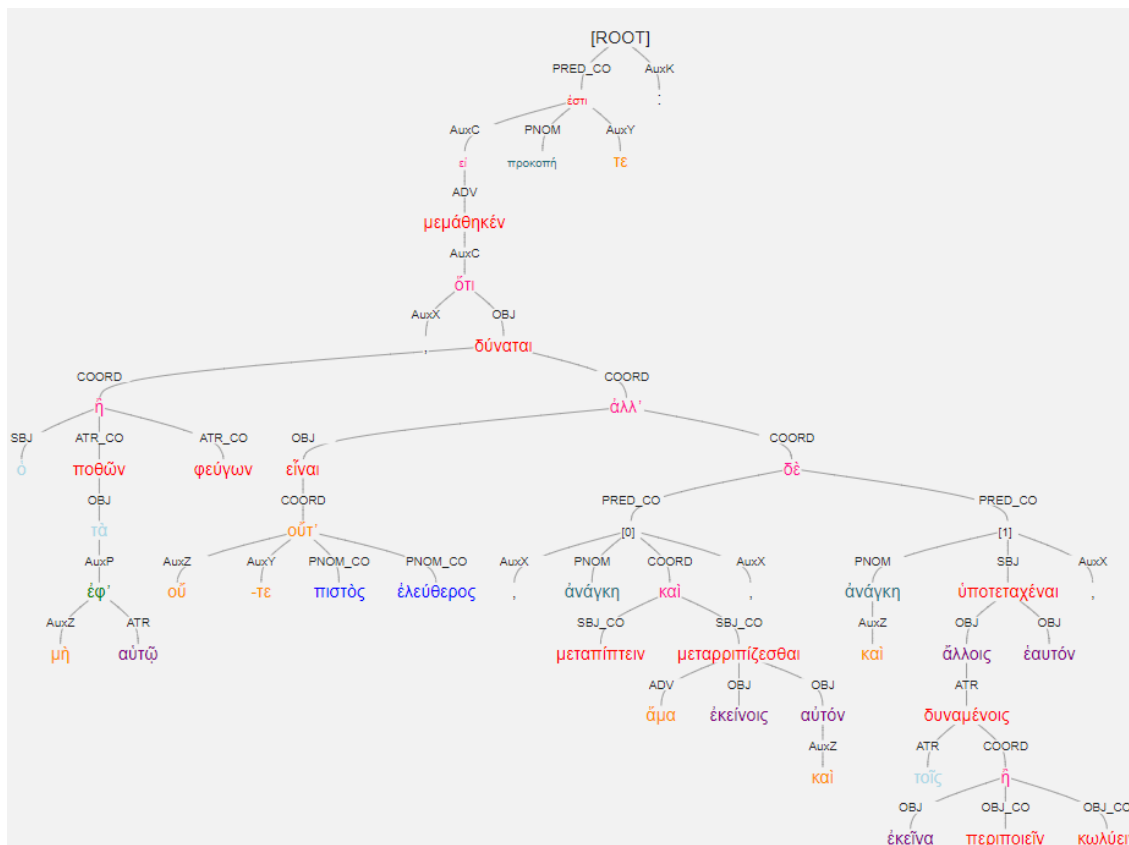 [ROOT]
PRED_CO AuxK
ἐστι :
AuxC PNOM AuxY
εἰ προκοπή τε
ADV
μεμάθηκέν
AuxC
ὅτι
AuxX OBJ
, δύναται
COORD COORD
ἢ ἀλλ'
SBJ ATR_CO ATR_CO OBJ COORD
ὁ ποθῶν φεύγων εἶναι δὲ
OBJ COORD PRED_CO PRED_CO
τὰ οὔτ' [0] [1]
AuxP AuxZ AuxY PNOM_CO PNOM_CO AuxX PNOM COORD AuxX PNOM SBJ AuxX
ἐφ' οὔ -τε πιστὸς ἐλεύθερος , ἀνάγκη καὶ , ἀνάγκη ὑποτεταχέναι ,
AuxZ ATR SBJ_CO SBJ_CO AuxZ OBJ OBJ
μὴ αὑτῷ μεταπίπτειν μεταρριπίζεσθαι καὶ ἄλλοις ἑαυτόν
ADV OBJ OBJ ATR
ἅμα ἐκείνοις αὐτόν δυναμένοις
AuxZ ATR COORD
καὶ τοῖς ἢ
OBJ OBJ_CO OBJ_CO
ἐκεῖνα περιποιεῖν κωλύειν